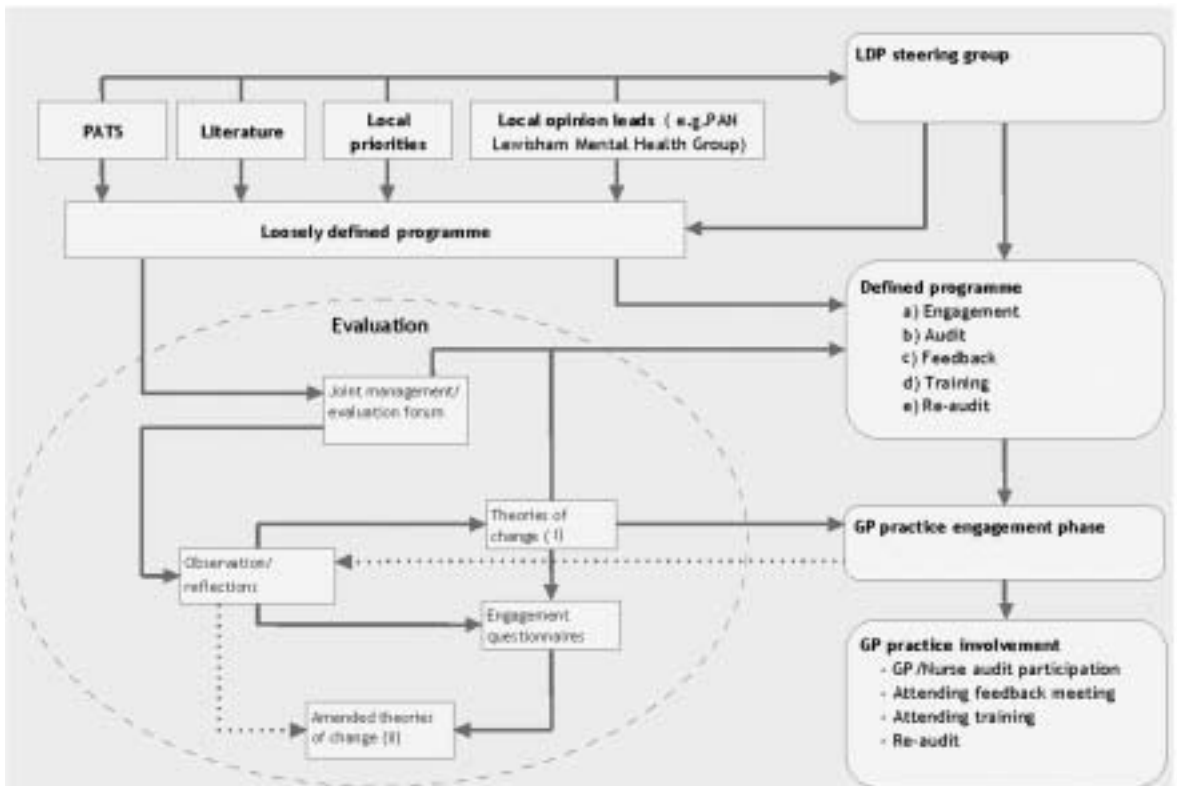 LDP steering group
PATS
Literature
Local
priorities
Local opinion leads ( e.g.PAN
Lewisham Mental Health Group)
Loosely defined programme
Defined programme
a) Engagement
b) Audit
c) Feedback
d) Training
e) Re-audit
Evaluation
Joint management/
evaluation forum
Theories of
change ( I)
GP practice engagement phase
Observation/
reflections
Engagement
questionnaires
GP practice involvement
- GP/Nurse audit participation
- Attending feedback meeting
- Attending training
- Re-audit
Amended theories
of change (II)